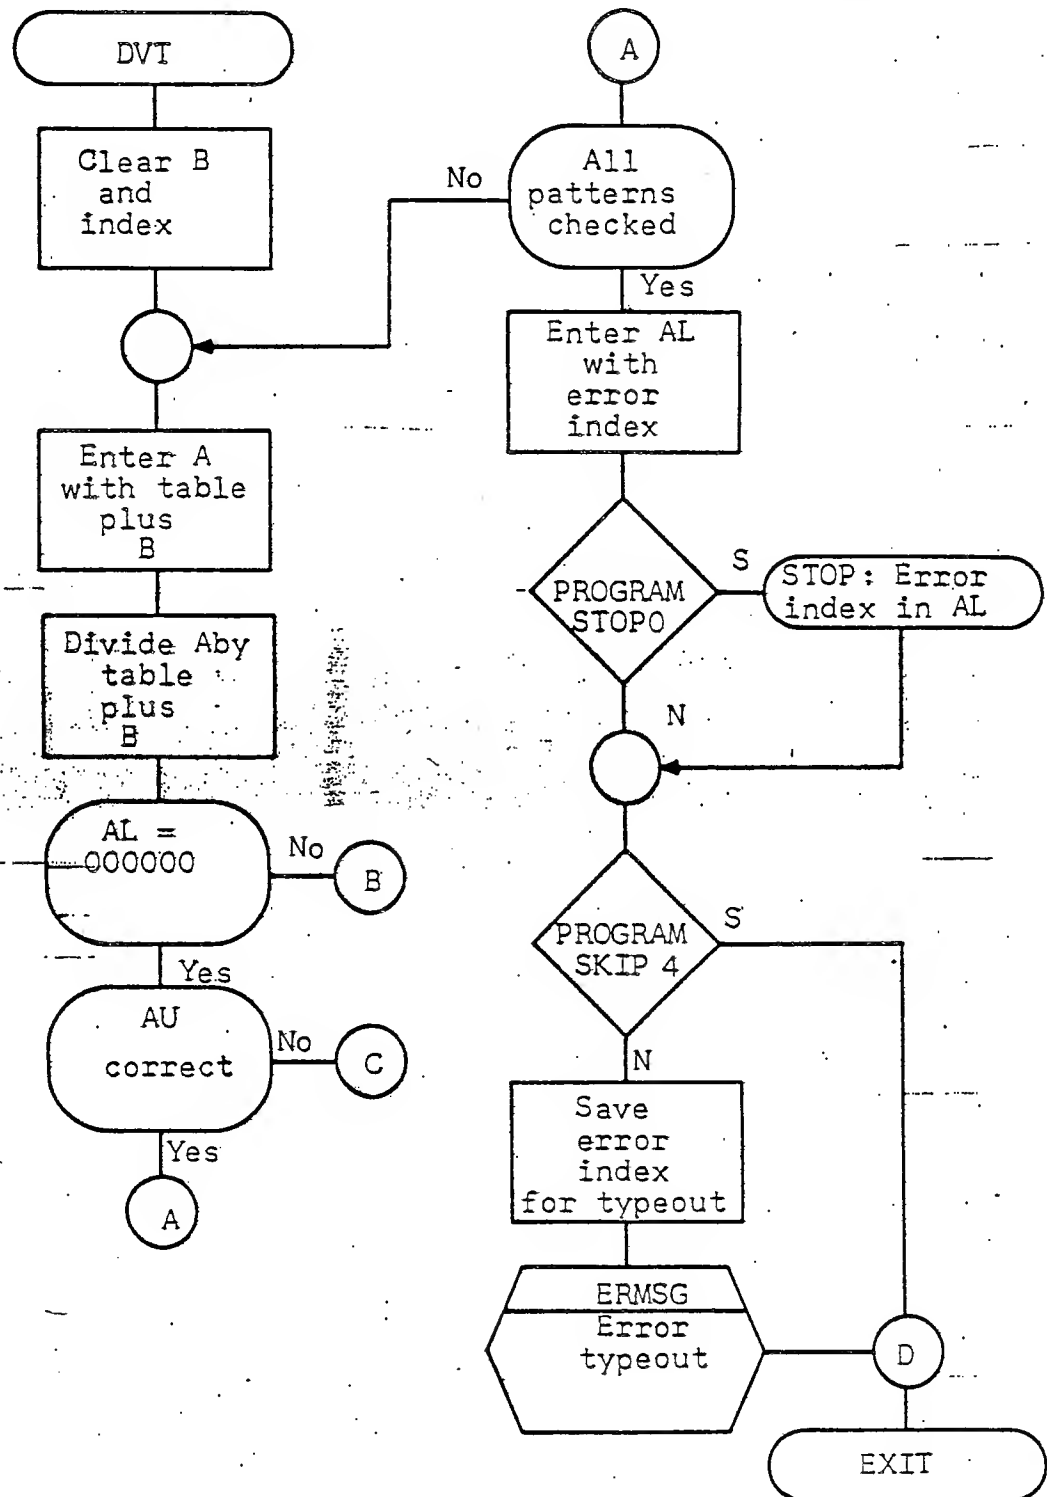 DVT
Clear B
and
index
Enter A
with table
plus
B
Divide Aby
table
plus
B
AL =
000000
No
B
Yes
AU
correct
No
C
Yes
A
A
All
patterns
checked
No
Yes
Enter AL
with
error
index
PROGRAM
STOP0
S
STOP: Error
index in AL
N
PROGRAM
SKIP 4
S
N
Save
error
index
for typeout
ERMSG
Error
typeout
D
EXIT